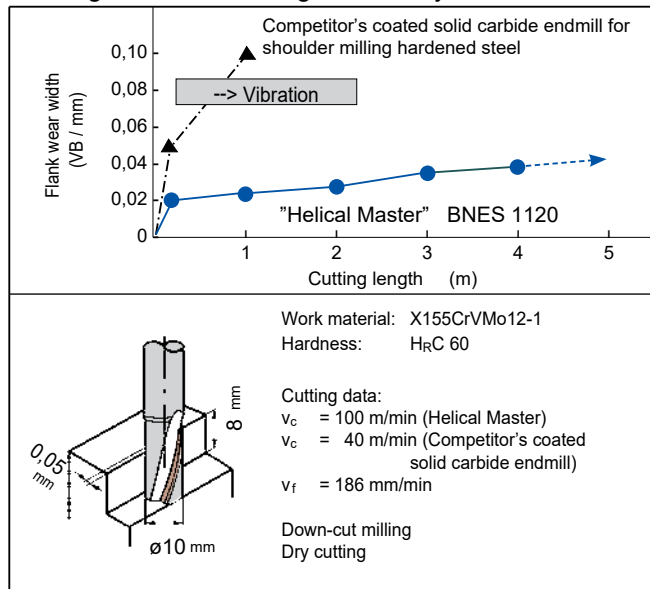 Competitor's coated solid carbide endmill for
shoulder milling hardened steel
Flank wear width
(VB / mm)
0,10
0,08
0,06
0,04
0,02
0
--> Vibration
"Helical Master" BNES 1120
1 2 3 4 5
Cutting length (m)
Work material: X155CrVMo12-1
Hardness: HRC 60
Cutting data:
vc = 100 m/min (Helical Master)
vc = 40 m/min (Competitor's coated
solid carbide endmill)
vf = 186 mm/min
Down-cut milling
Dry cutting
0,05
mm
8 mm
ø10 mm